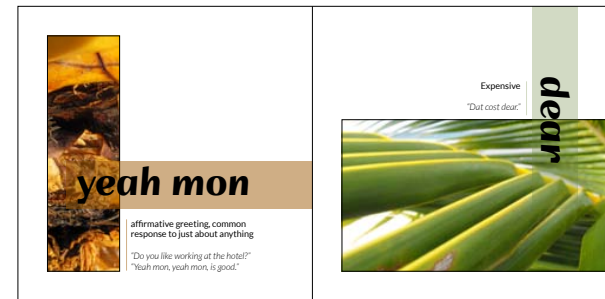 yeah mon
affirmative greeting, common
response to just about anything
"Do you like working at the hotel?"
"Yeah mon, yeah mon, is good."
dear
Expensive
"Dat cost dear."